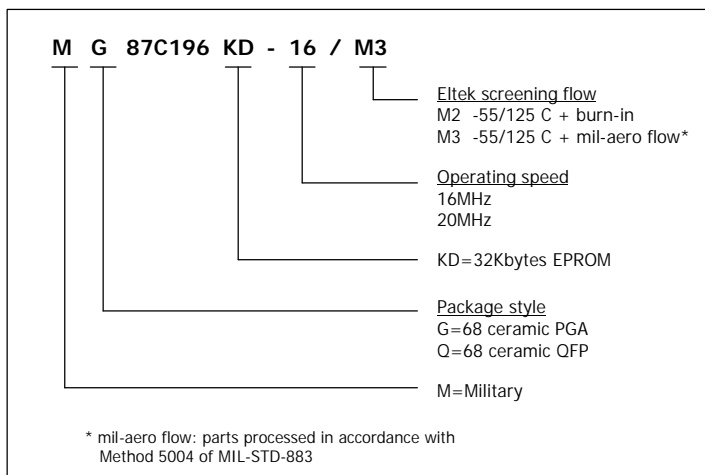 M G 87C196 KD - 16 / M3
Eltek screening flow
M2 -55/125 C + burn-in
M3 -55/125 C + mil-aero flow*
Operating speed
16MHz
20MHz
KD=32Kbytes EPROM
Package style
G=68 ceramic PGA
Q=68 ceramic QFP
M=Military
* mil-aero flow: parts processed in accordance with
Method 5004 of MIL-STD-883